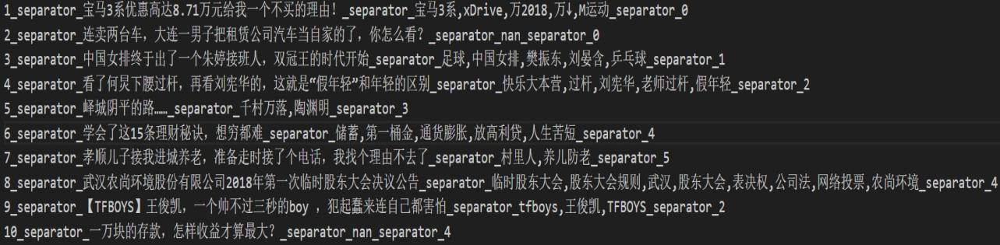 1_separator_宝马3系优惠高达8.71万元给我一个不买的理由！_separator_宝马3系,xDrive,万2018,万↓,M运动_separator_0
2_separator_连卖两台车，大连一男子把租赁公司汽车当自家的了，你怎么看？_separator_nan_separator_0
3_separator_中国女排终于出了一个朱婷接班人，双冠王的时代开始_separator_足球,中国女排,樊振东,刘晏含,乒乓球_separator_1
4_separator_看了何炅下腰过杆，再看刘宪华的，这就是“假年轻”和年轻的区别_separator_快乐大本营,过杆,刘宪华,老师过杆,假年轻_separator_2
5_separator_峄城阴平的路……_separator_千村万落,陶渊明_separator_3
6_separator_学会了这15条理财秘诀，想穷都难_separator_储蓄,第一桶金,通货膨胀,放高利贷,人生苦短_separator_4
7_separator_孝顺儿子接我进城养老，准备走时接了个电话，我找个理由不去了_separator_村里人,养儿防老_separator_5
8_separator_武汉农尚环境股份有限公司2018年第一次临时股东大会决议公告_separator_临时股东大会,股东大会规则,武汉,股东大会,表决权,公司法,网络投票,农尚环境_separator_4
9_separator_【TFBOYS】王俊凯，一个帅不过三秒的boy ，犯起蠢来连自己都害怕_separator_tfboys,王俊凯,TFBOYS_separator_2
10_separator_一万块的存款，怎样收益才算最大？_separator_nan_separator_4